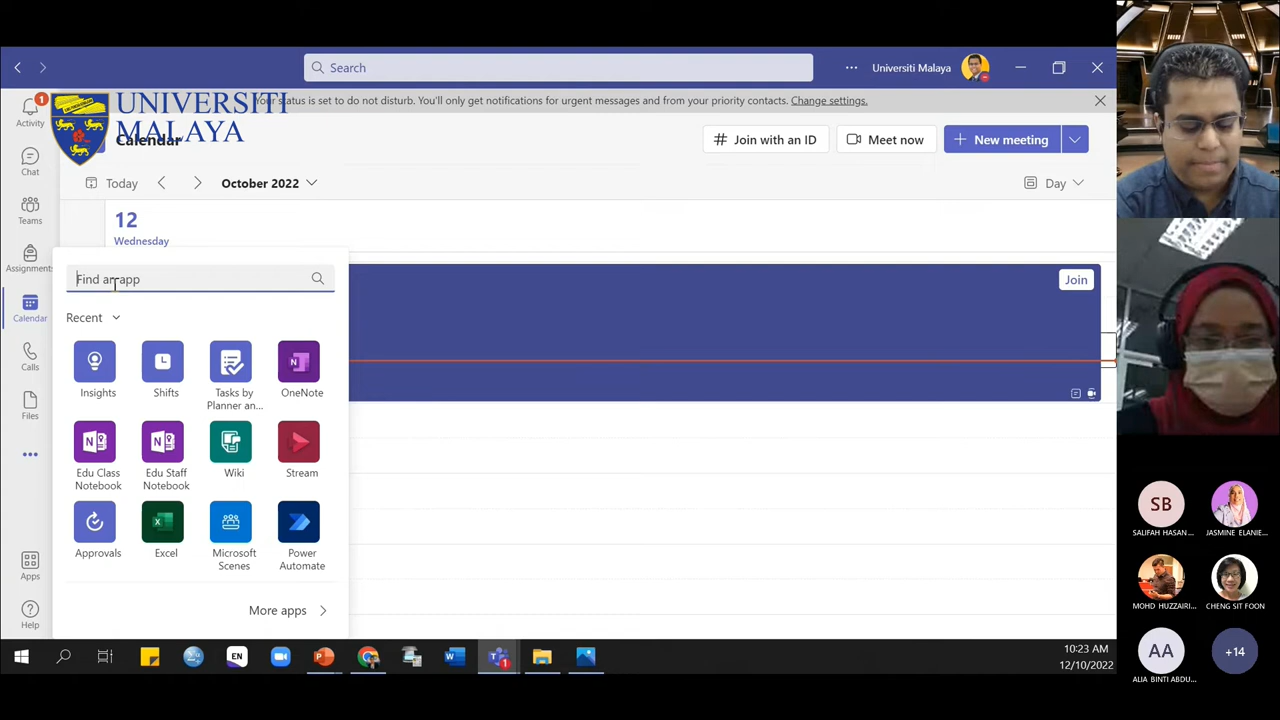 Search
Universiti Malaya
Your status is set to do not disturb. You'll only get notifications for urgent messages and from your priority contacts. Change settings.
UNIVERSITI
MALAYA
1
Activity
Chat
Teams
Assignments
Calendar
Calls
Files
Apps
Help
Calendar
# Join with an ID
Meet now
New meeting
Today
October 2022
Day
12
Wednesday
Join
Find an app
Recent
Insights
Shifts
Tasks by
Planner an...
OneNote
Edu Class
Notebook
Edu Staff
Notebook
Wiki
Stream
Approvals
Excel
Microsoft
Scenes
Power
Automate
More apps
EN
1
10:23 AM
12/10/2022
SB
SALIFAH HASAN...
JASMINE ELANIE...
MOHD HUZZAIRI...
CHENG SIT FOON
AA
ALIA BINTI ABDU...
+14